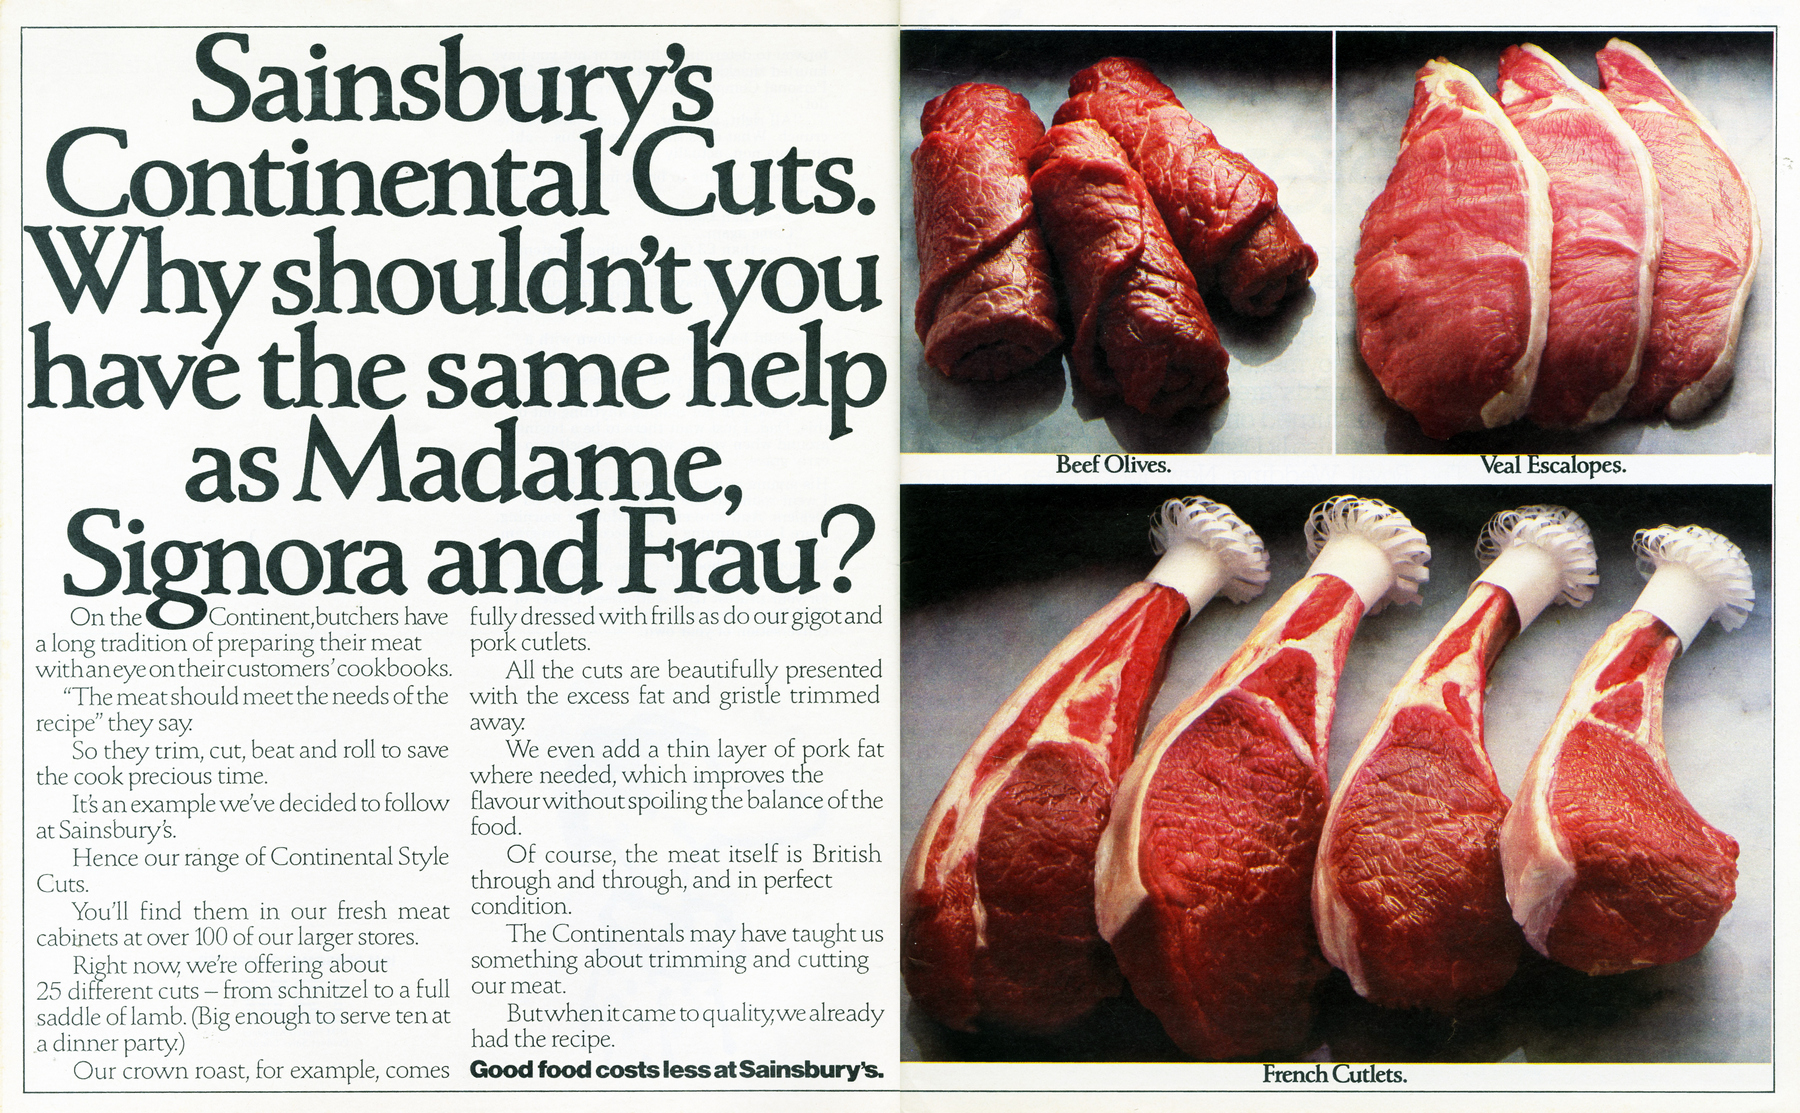 Sainsbury's
Continental Cuts.
Why shouldn't you
have the same help
as Madame,
Signora and Frau?
On the Continent, butchers have
a long tradition of preparing their meat
with an eye on their customers' cookbooks.
"The meat should meet the needs of the
recipe" they say.
So they trim, cut, beat and roll to save
the cook precious time.
It's an example we've decided to follow
at Sainsbury's.
Hence our range of Continental Style
Cuts.
You'll find them in our fresh meat
cabinets at over 100 of our larger stores.
Right now, we're offering about
25 different cuts – from schnitzel to a full
saddle of lamb. (Big enough to serve ten at
a dinner party.)
Our crown roast, for example, comes
fully dressed with frills as do our gigot and
pork cutlets.
All the cuts are beautifully presented
with the excess fat and gristle trimmed
away.
We even add a thin layer of pork fat
where needed, which improves the
flavour without spoiling the balance of the
food.
Of course, the meat itself is British
through and through, and in perfect
condition.
The Continentals may have taught us
something about trimming and cutting
our meat.
But when it came to quality, we already
had the recipe.
Good food costs less at Sainsbury's.
Beef Olives.
Veal Escalopes.
French Cutlets.